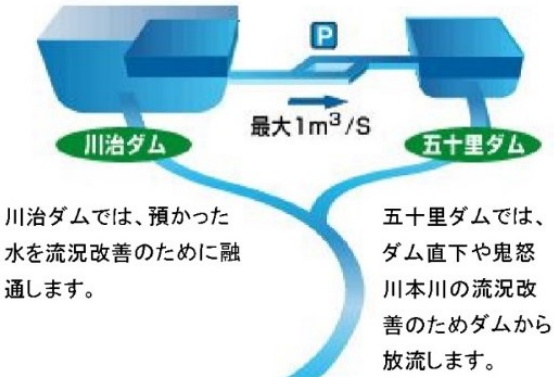 P
最大1m³/S
川治ダム
五十里ダム
川治ダムでは、預かった
水を流況改善のために融
通します。
五十里ダムでは、
ダム直下や鬼怒
川本川の流況改
善のためダムから
放流します。